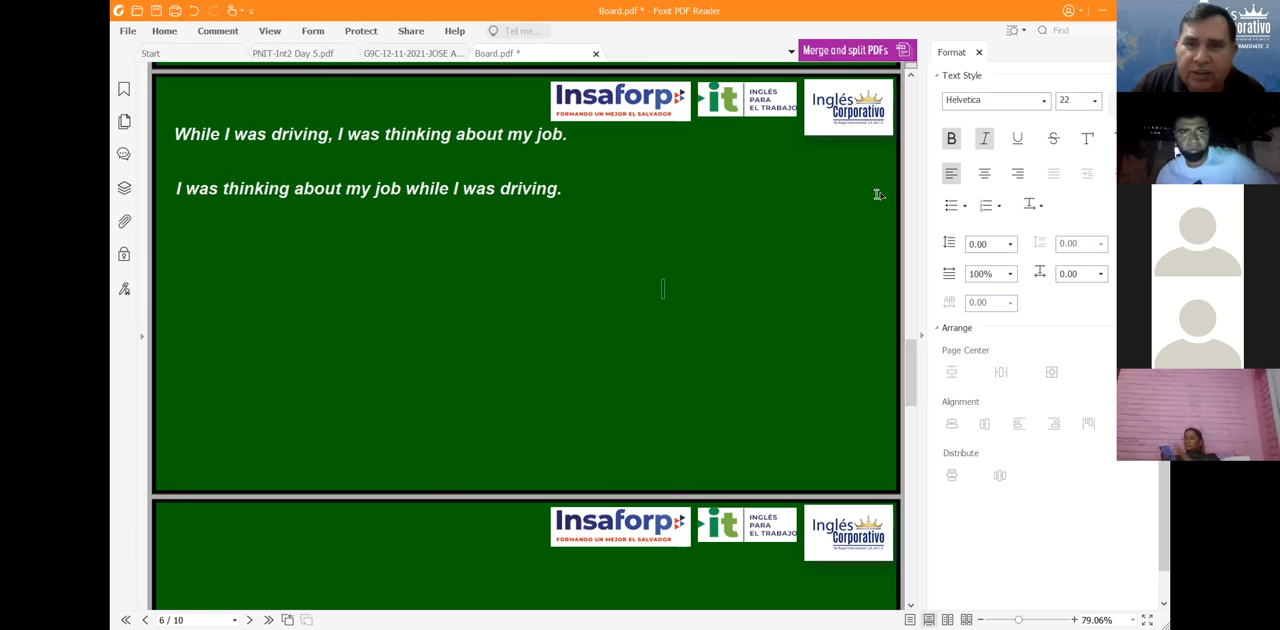 Board.pdf * - Foxit PDF Reader
File Home Comment View Form Protect Share Help Tell me... Find
Start PNIT-Int2 Day 5.pdf G9C-I2-11-2021-JOSE A... Board.pdf * Merge and split PDFs Format
Text Style
Helvetica 22
B I U S T
0.00 0.00
100% 0.00
A|B 0.00
Arrange
Page Center
Alignment
Distribute
Insaforp
FORMANDO UN MEJOR EL SALVADOR
it
INGLÉS
PARA
EL TRABAJO
Inglés
Corporativo
While I was driving, I was thinking about my job.
I was thinking about my job while I was driving.
Insaforp
FORMANDO UN MEJOR EL SALVADOR
it
INGLÉS
PARA
EL TRABAJO
Inglés
Corporativo
6 / 10
79.06%